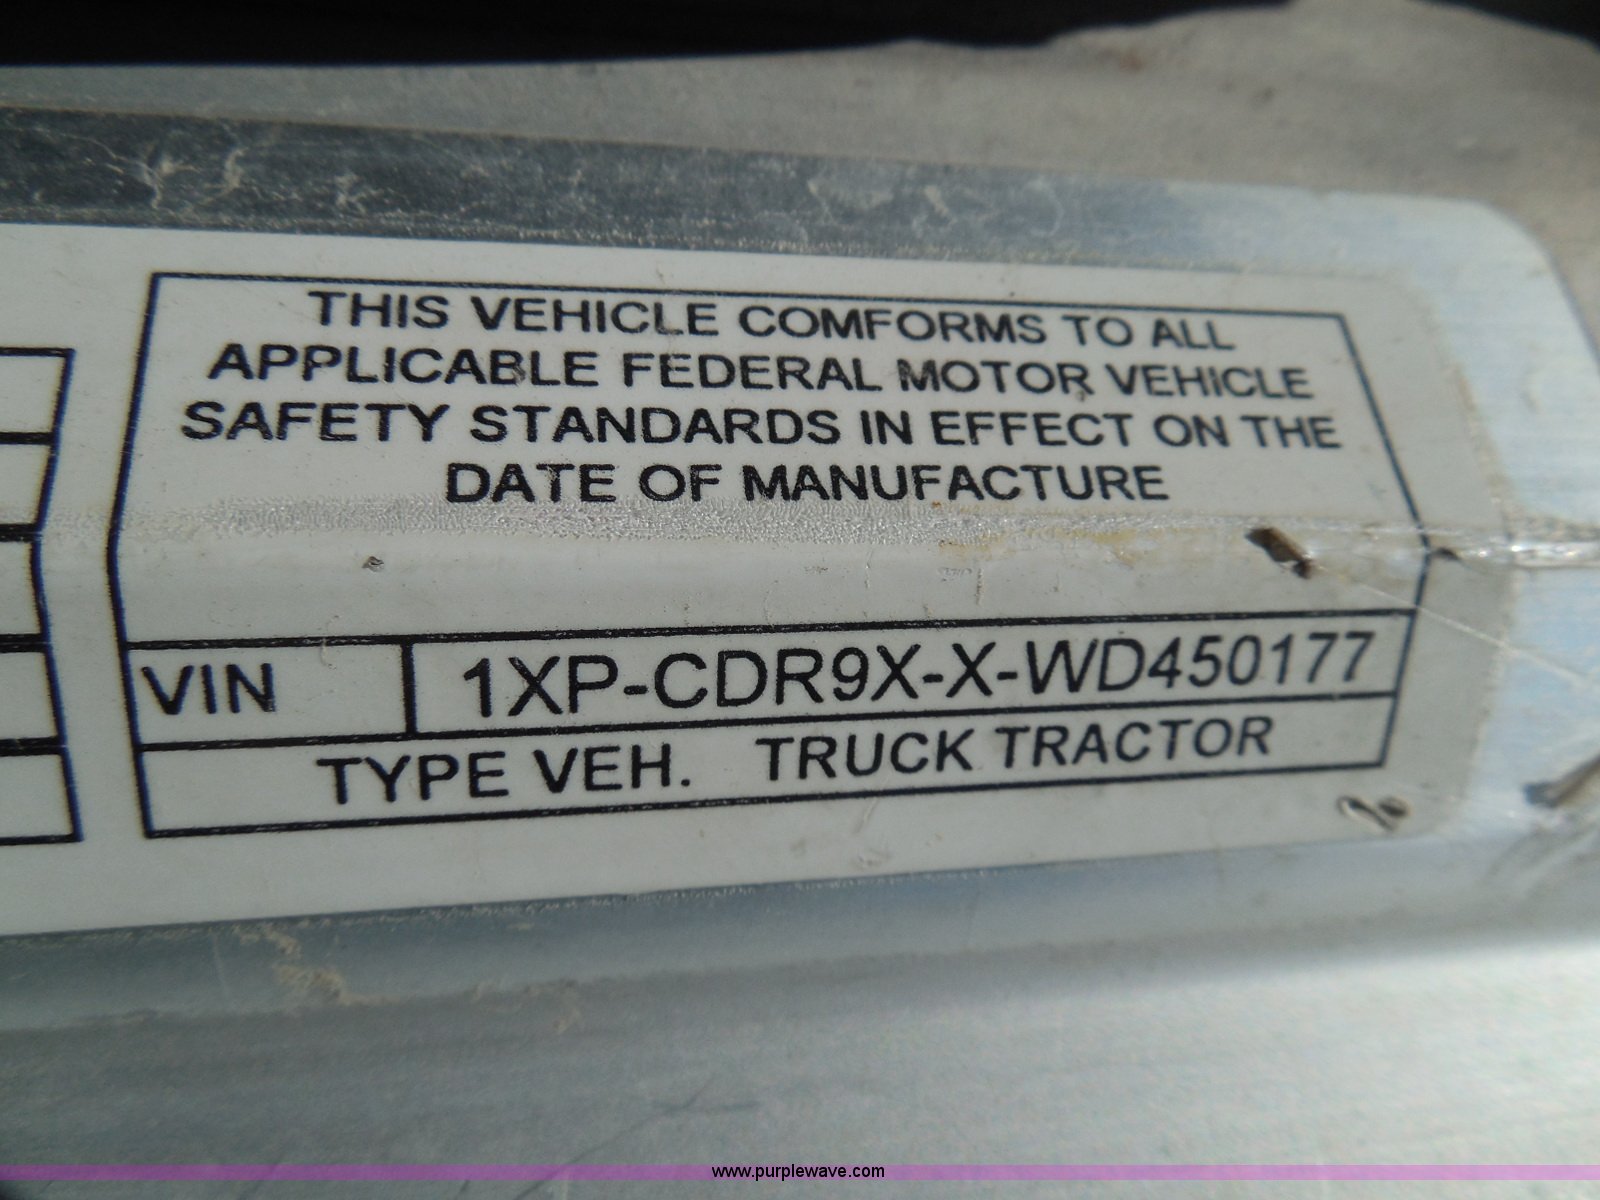 THIS VEHICLE COMFORMS TO ALL
APPLICABLE FEDERAL MOTOR VEHICLE
SAFETY STANDARDS IN EFFECT ON THE
DATE OF MANUFACTURE
VIN 1XP-CDR9X-X-WD450177
TYPE VEH. TRUCK TRACTOR
www.purplewave.com